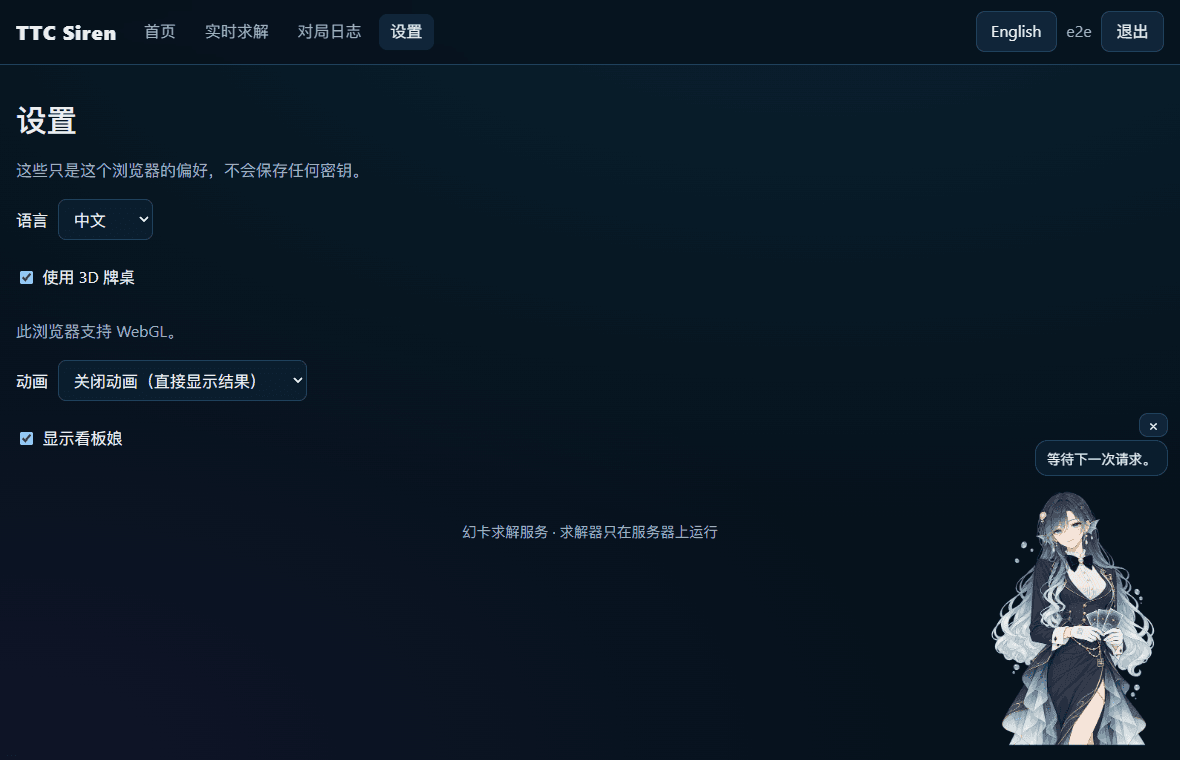 TTC Siren 首页 实时求解 对局日志 设置 English e2e 退出
设置
这些只是这个浏览器的偏好，不会保存任何密钥。
语言 中文
使用 3D 牌桌
此浏览器支持 WebGL。
动画 关闭动画（直接显示结果）
显示看板娘
×
等待下一次请求。
幻卡求解服务 · 求解器只在服务器上运行